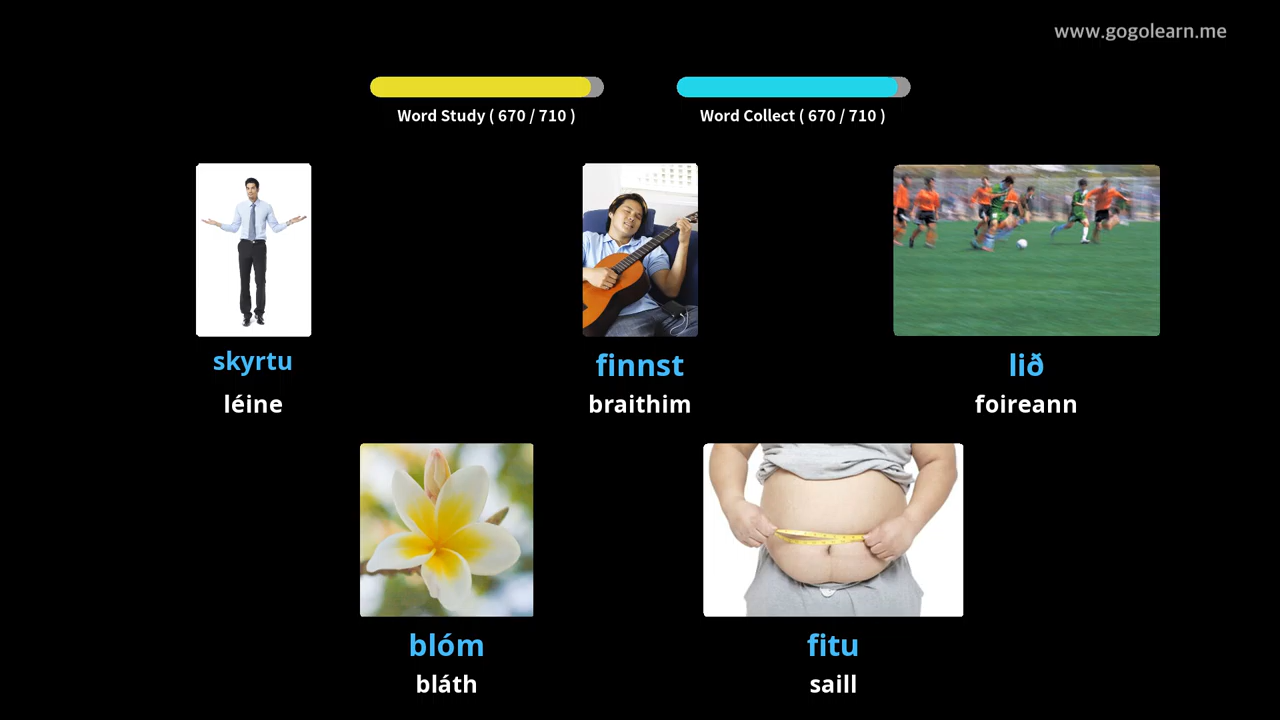 www.gogolearn.me
Word Study ( 670 / 710 )
Word Collect ( 670 / 710 )
skyrtu
léine
finnst
braithim
lið
foireann
blóm
bláth
fitu
saill